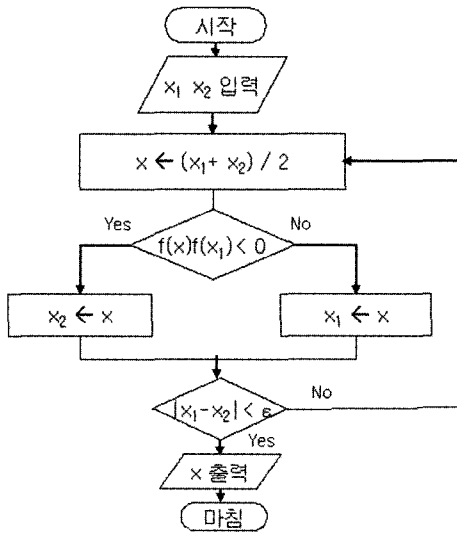 시작
x₁ x₂ 입력
x ← (x₁+ x₂) / 2
Yes
No
f(x)f(x₁) < 0
x₂ ← x
x₁ ← x
|x₁-x₂| < ε
No
Yes
x 출력
마침